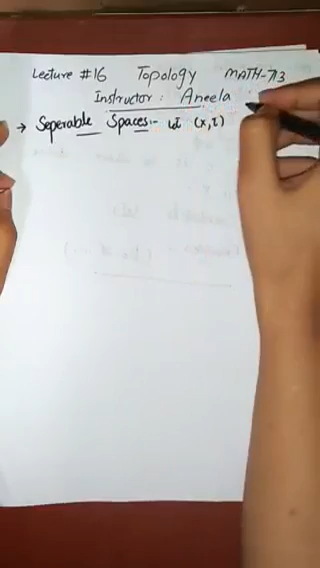 Lecture #16 Topology MATH-713
Instructor: Aneela
→ Seperable Spaces:- let (x,τ)